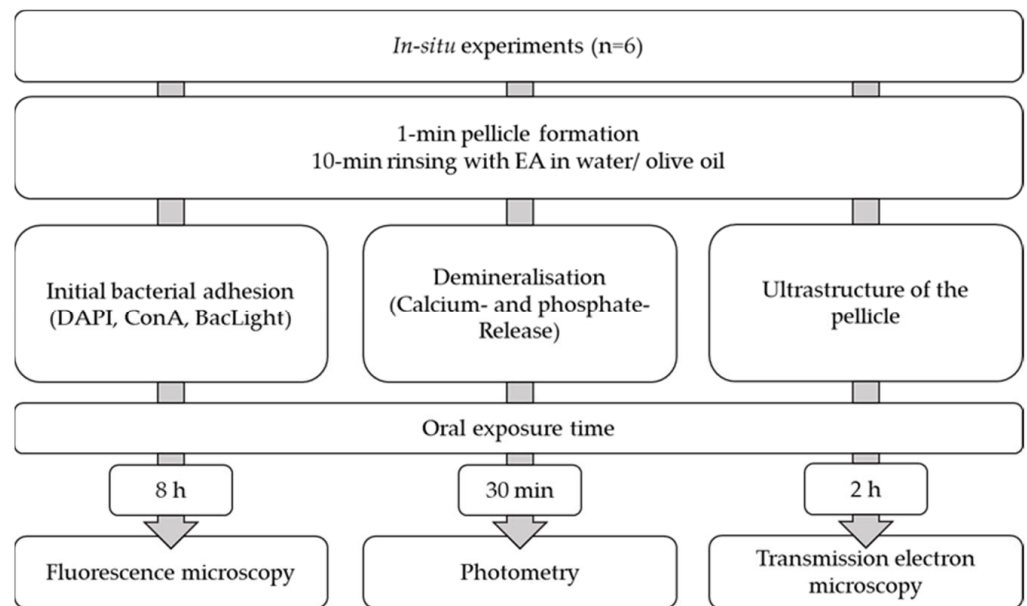 In-situ experiments (n=6)
1-min pellicle formation
10-min rinsing with EA in water/ olive oil
Initial bacterial adhesion
(DAPI, ConA, BacLight)
Demineralisation
(Calcium- and phosphate-
Release)
Ultrastructure of the
pellicle
Oral exposure time
8 h
30 min
2 h
Fluorescence microscopy
Photometry
Transmission electron
microscopy